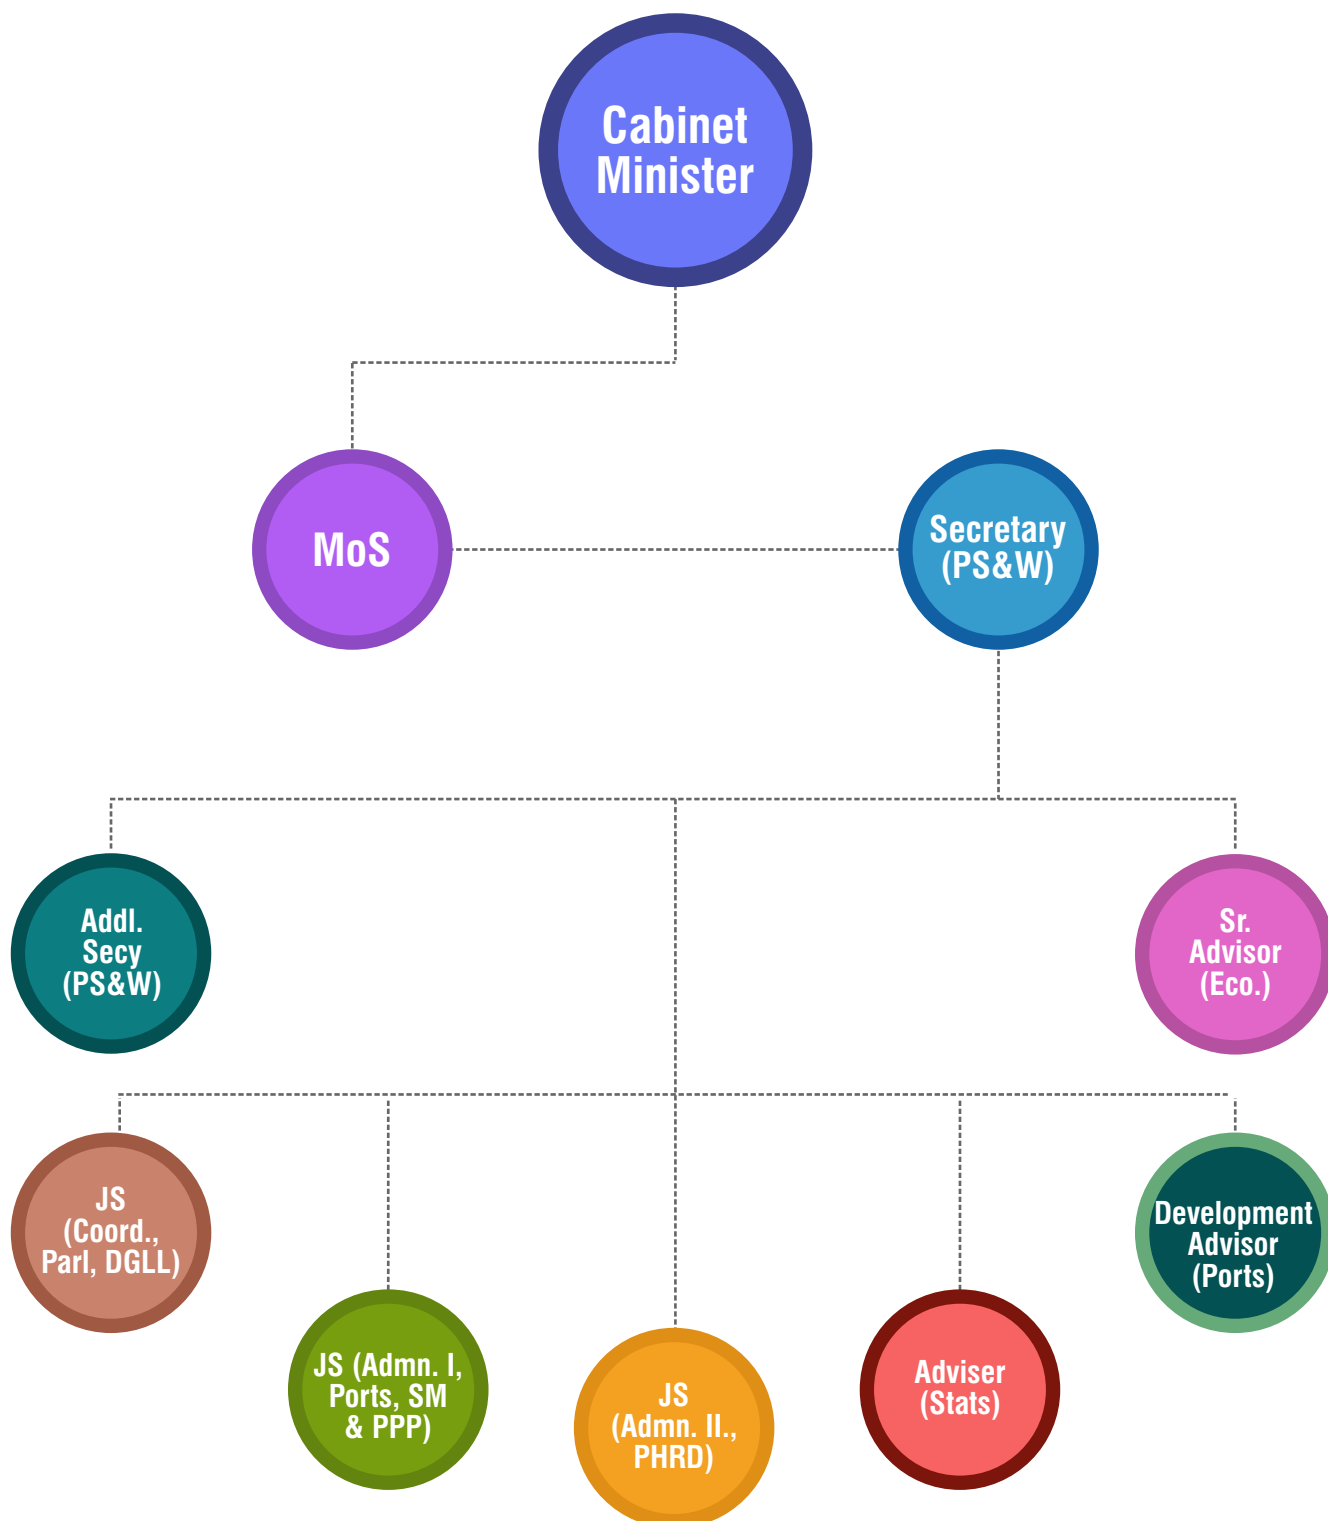 Cabinet
Minister
MoS
Secretary
(PS&W)
Addl.
Secy
(PS&W)
Sr.
Advisor
(Eco.)
JS
(Coord.,
Parl, DGLL)
JS (Admn. I,
Ports, SM
& PPP)
JS
(Admn. II.,
PHRD)
Adviser
(Stats)
Development
Advisor
(Ports)